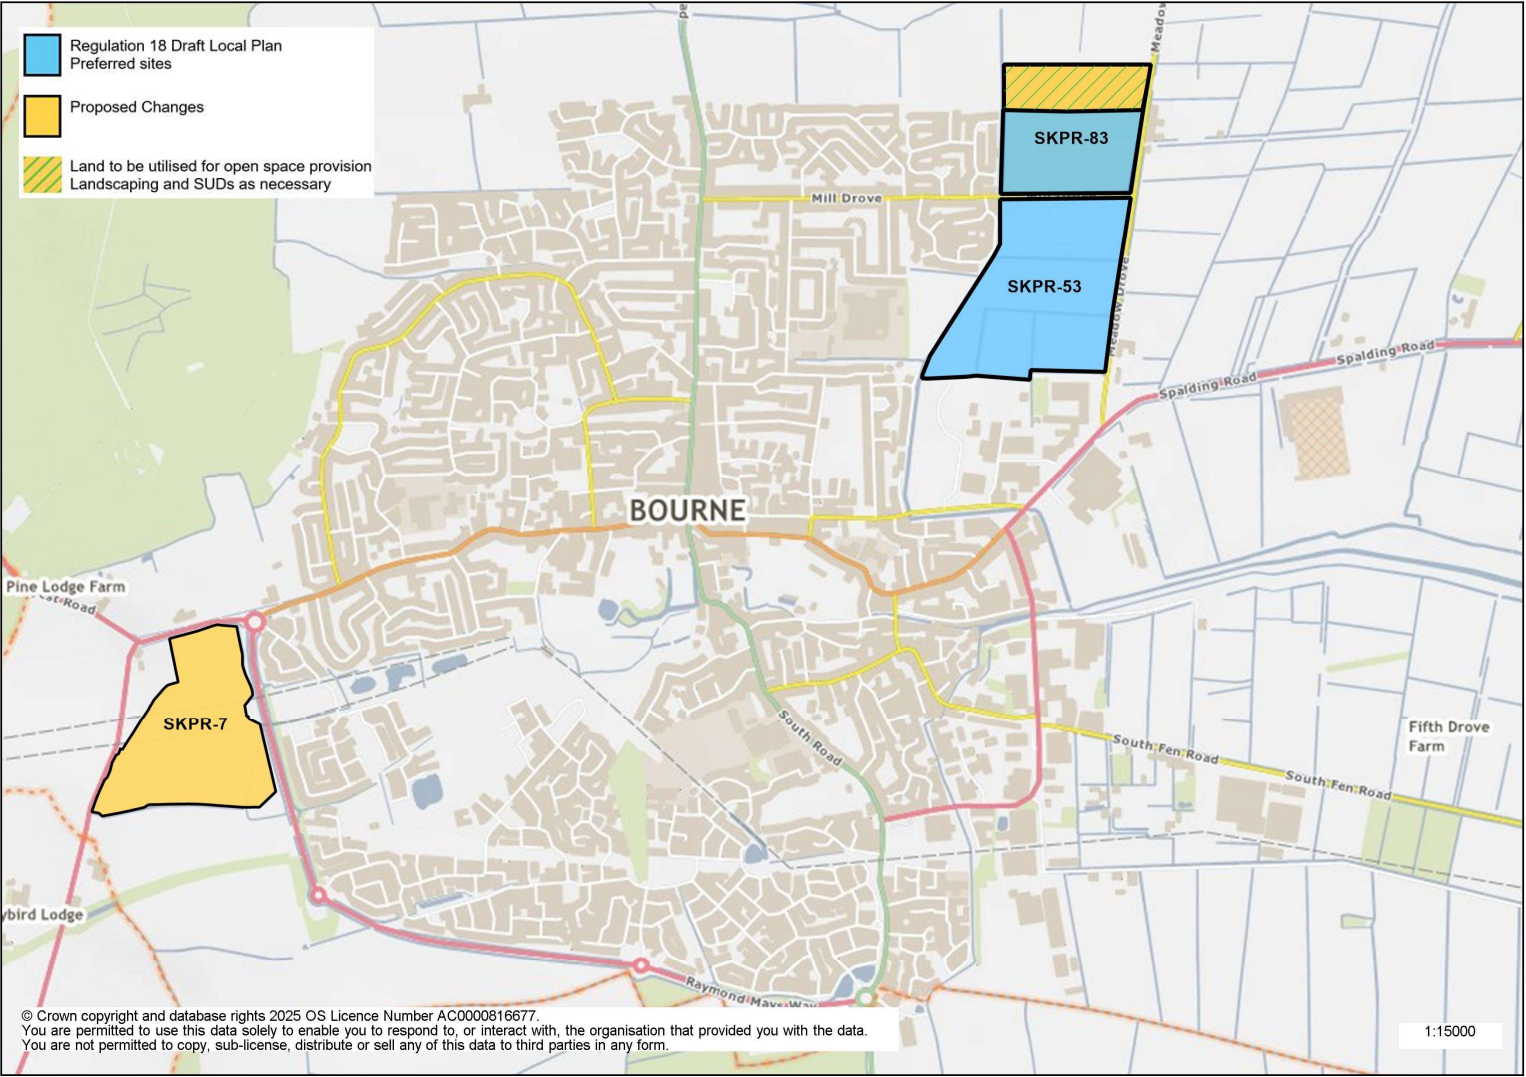 Regulation 18 Draft Local Plan
Preferred sites
Proposed Changes
Land to be utilised for open space provision
Landscaping and SUDs as necessary
Meadow
SKPR-83
Mill Drove
SKPR-53
Meadow Drove
Spalding Road
Spalding Road
BOURNE
Pine Lodge Farm
est Road
SKPR-7
South Road
Fifth Drove
Farm
South Fen Road
South Fen Road
ybird Lodge
Raymond Mays Way
© Crown copyright and database rights 2025 OS Licence Number AC0000816677.
You are permitted to use this data solely to enable you to respond to, or interact with, the organisation that provided you with the data.
You are not permitted to copy, sub-license, distribute or sell any of this data to third parties in any form.
1:15000